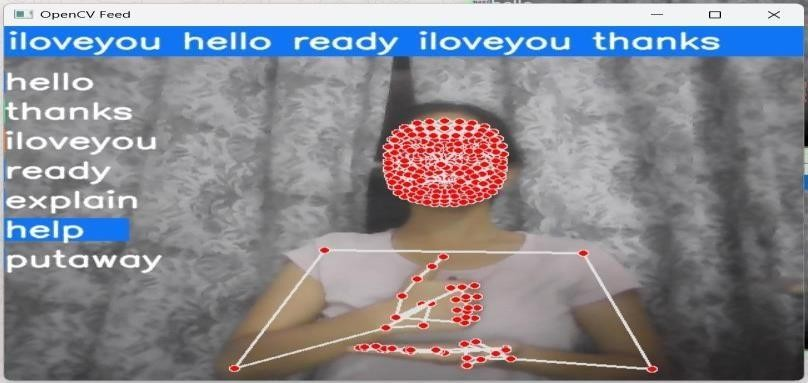 OpenCV Feed
iloveyou hello ready iloveyou thanks
hello
thanks
iloveyou
ready
explain
help
putaway